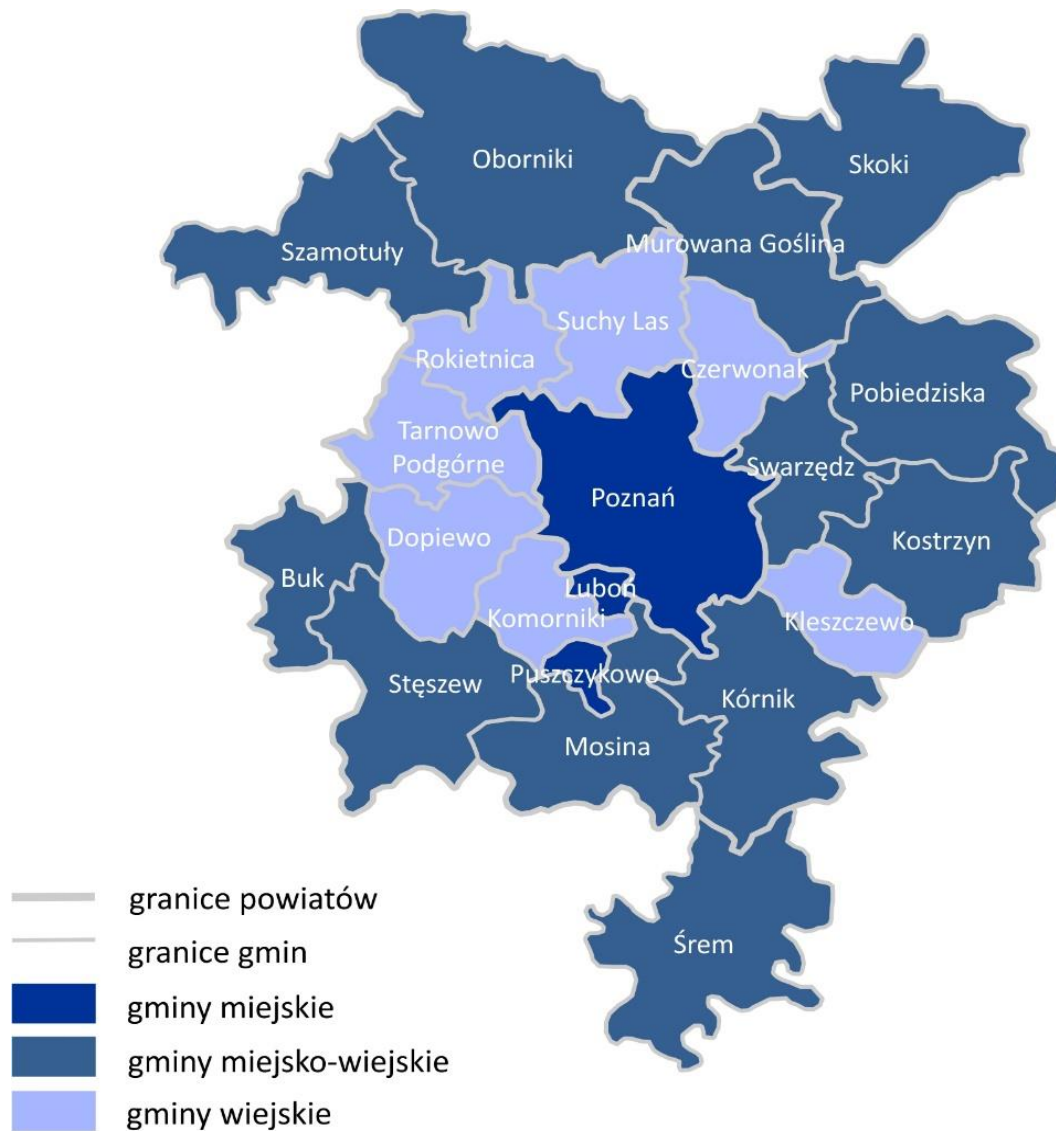 Oborniki
Skoki
Szamotuły
Murowana Goślina
Suchy Las
Rokietnica
Czerwonak
Pobiedziska
Tarnowo
Podgórne
Swarzędz
Poznań
Dopiewo
Kostrzyn
Buk
Luboń
Komorniki
Kleszczewo
Puszczykowo
Stęszew
Kórnik
Mosina
Śrem
granice powiatów
granice gmin
gminy miejskie
gminy miejsko-wiejskie
gminy wiejskie